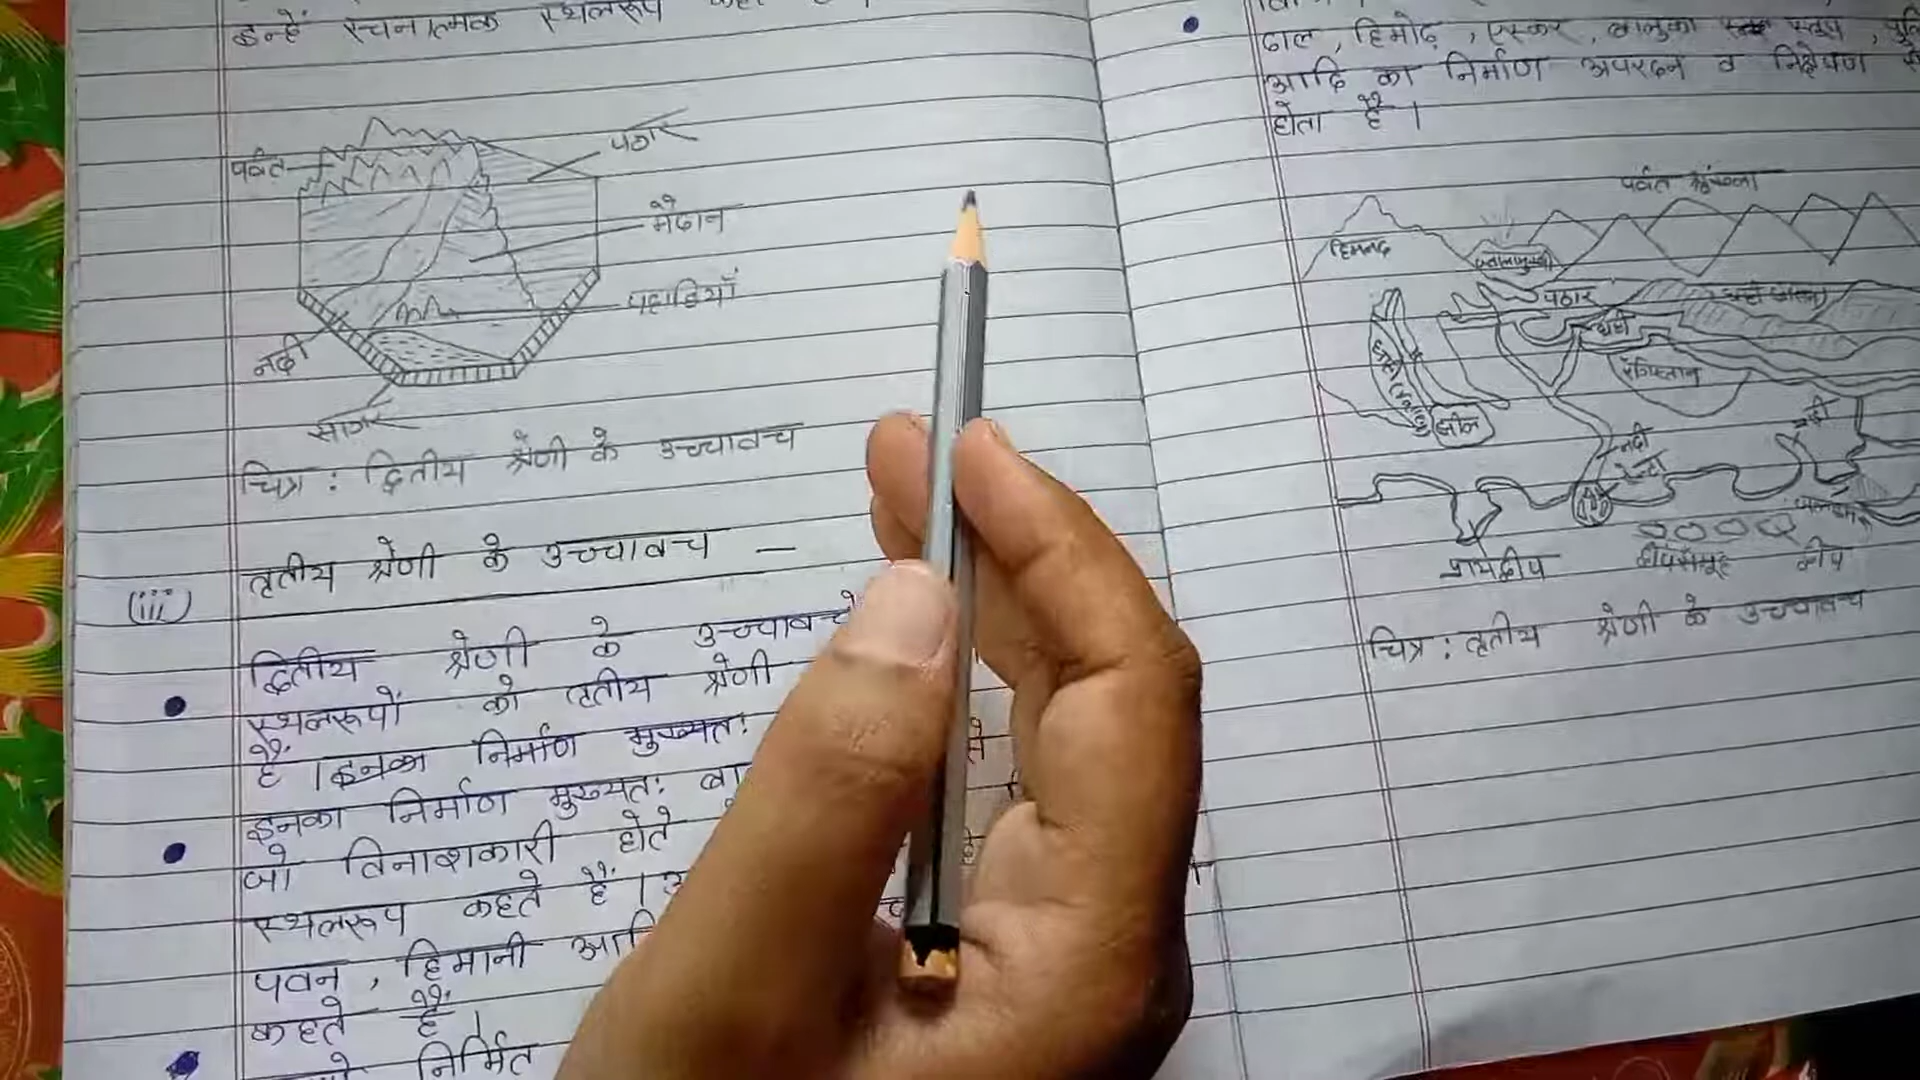 इन्हें रचनात्मक स्थलरूप
पर्वत
पठार
मैदान
पहाड़ियाँ
नदी
सागर
चित्र : द्वितीय श्रेणी के उच्चावच
(iii) तृतीय श्रेणी के उच्चावच —
द्वितीय श्रेणी के उच्चावचों
स्थलरूपों को तृतीय श्रेणी
हैं । इनका निर्माण मुख्यतः
इनका निर्माण मुख्यतः
जो विनाशकारी होते
स्थलरूप कहते हैं ।
पवन , हिमानी आदि
कहते हैं ।
निर्मित
ढाल , हिमोढ़ , एस्कर , बालुका स्तूप ,
आदि का निर्माण अपरदन व निक्षेपण
होता है ।
पर्वत श्रृंखला
हिमनद
ज्वालामुखी
पठार
घाटी
रेगिस्तान
झील
नदी
डेल्टा
प्रायद्वीप
द्वीपसमूह
द्वीप
चित्र : तृतीय श्रेणी के उच्चावच